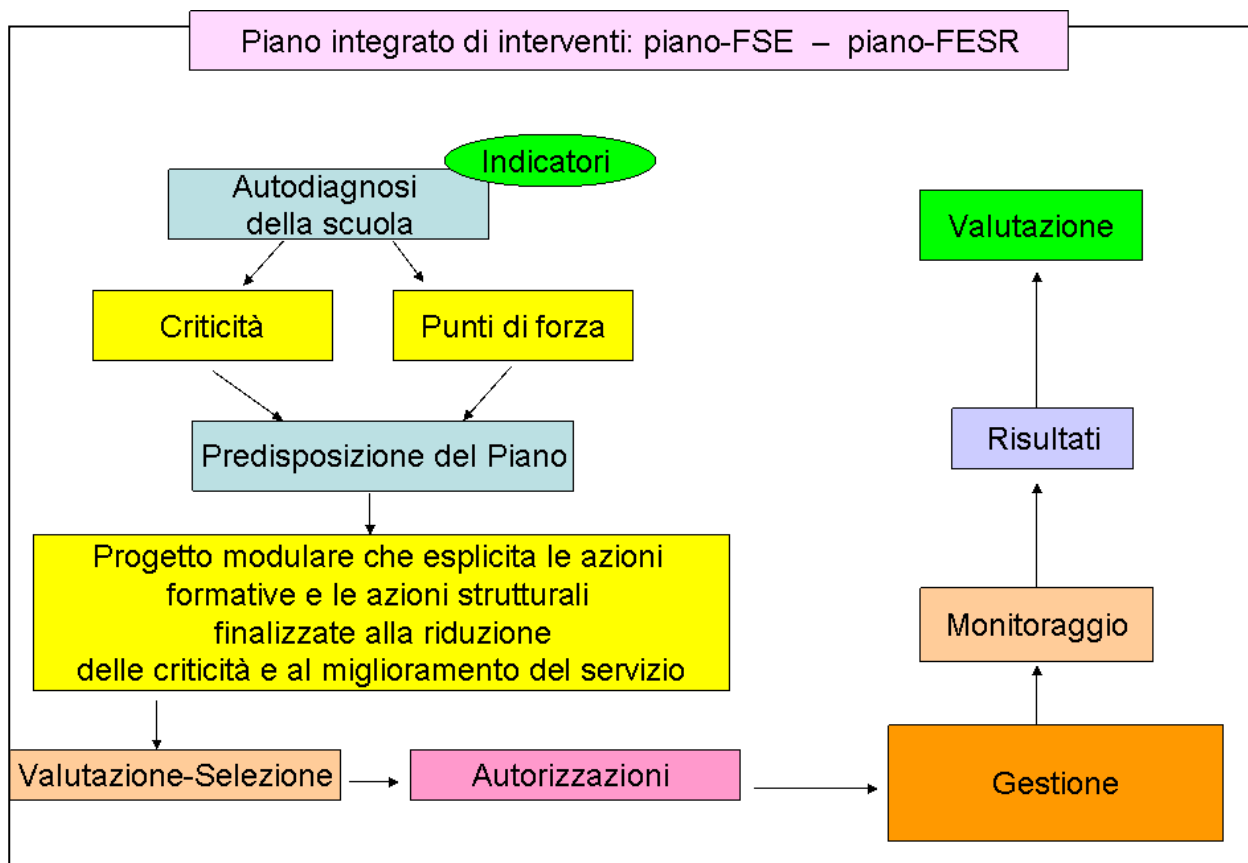 Piano integrato di interventi: piano-FSE – piano-FESR
Indicatori
Autodiagnosi
della scuola
Criticità
Punti di forza
Predisposizione del Piano
Progetto modulare che esplicita le azioni
formative e le azioni strutturali
finalizzate alla riduzione
delle criticità e al miglioramento del servizio
Valutazione-Selezione
Autorizzazioni
Gestione
Monitoraggio
Risultati
Valutazione